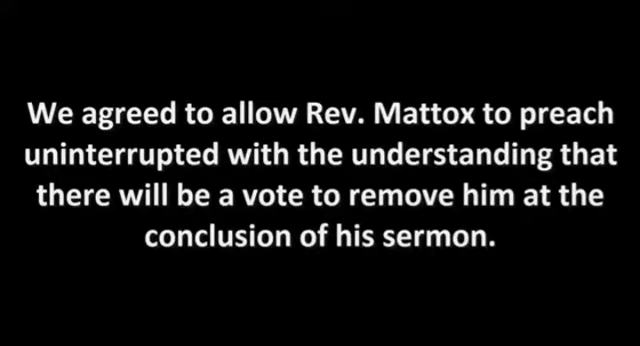 We agreed to allow Rev. Mattox to preach
uninterrupted with the understanding that
there will be a vote to remove him at the
conclusion of his sermon.